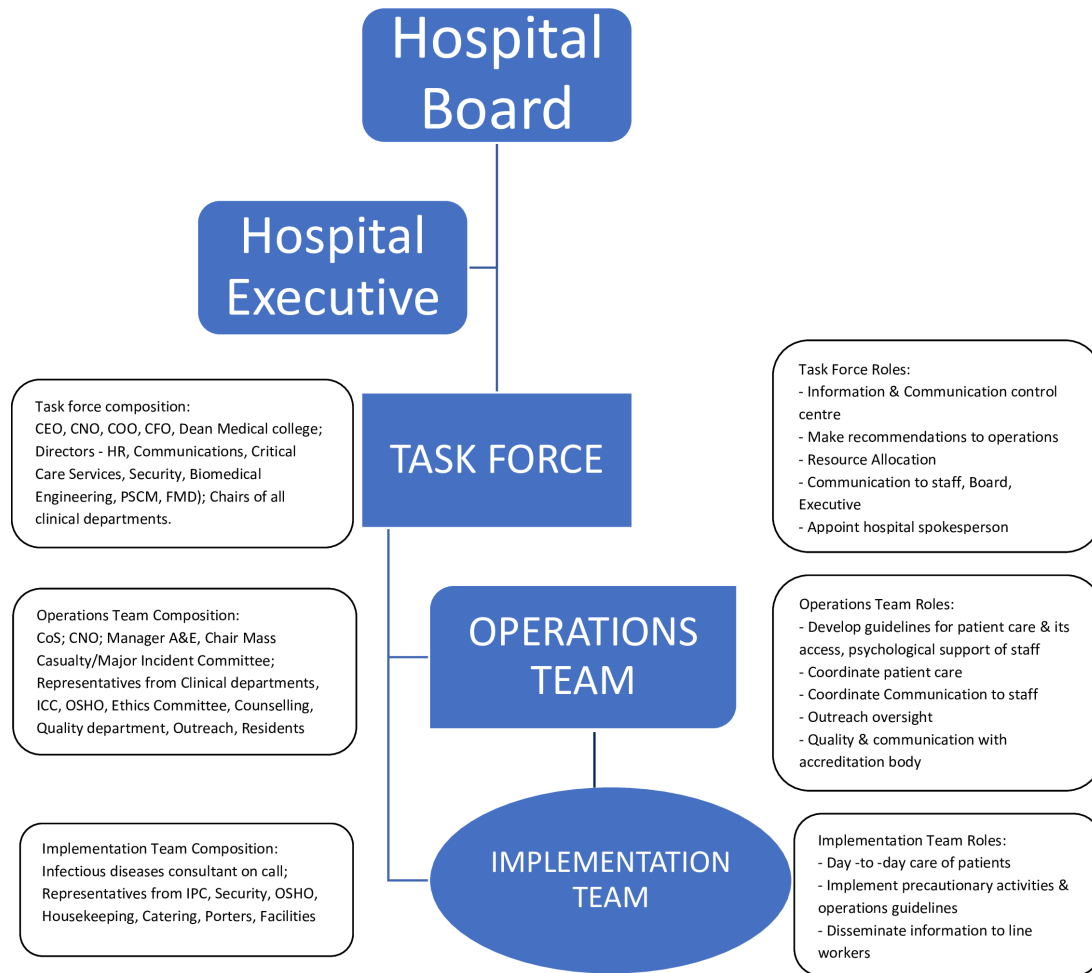 Hospital
Board
Hospital
Executive
Task force composition:
CEO, CNO, COO, CFO, Dean Medical college;
Directors - HR, Communications, Critical
Care Services, Security, Biomedical
Engineering, PSCM, FMD); Chairs of all
clinical departments.
TASK FORCE
Task Force Roles:
- Information & Communication control
centre
- Make recommendations to operations
- Resource Allocation
- Communication to staff, Board,
Executive
- Appoint hospital spokesperson
Operations Team Composition:
CoS; CNO; Manager A&E, Chair Mass
Casualty/Major Incident Committee;
Representatives from Clinical departments,
ICC, OSHO, Ethics Committee, Counselling,
Quality department, Outreach, Residents
OPERATIONS
TEAM
Operations Team Roles:
- Develop guidelines for patient care & its
access, psychological support of staff
- Coordinate patient care
- Coordinate Communication to staff
- Outreach oversight
- Quality & communication with
accreditation body
Implementation Team Composition:
Infectious diseases consultant on call;
Representatives from IPC, Security, OSHO,
Housekeeping, Catering, Porters, Facilities
IMPLEMENTATION
TEAM
Implementation Team Roles:
- Day -to -day care of patients
- Implement precautionary activities &
operations guidelines
- Disseminate information to line
workers